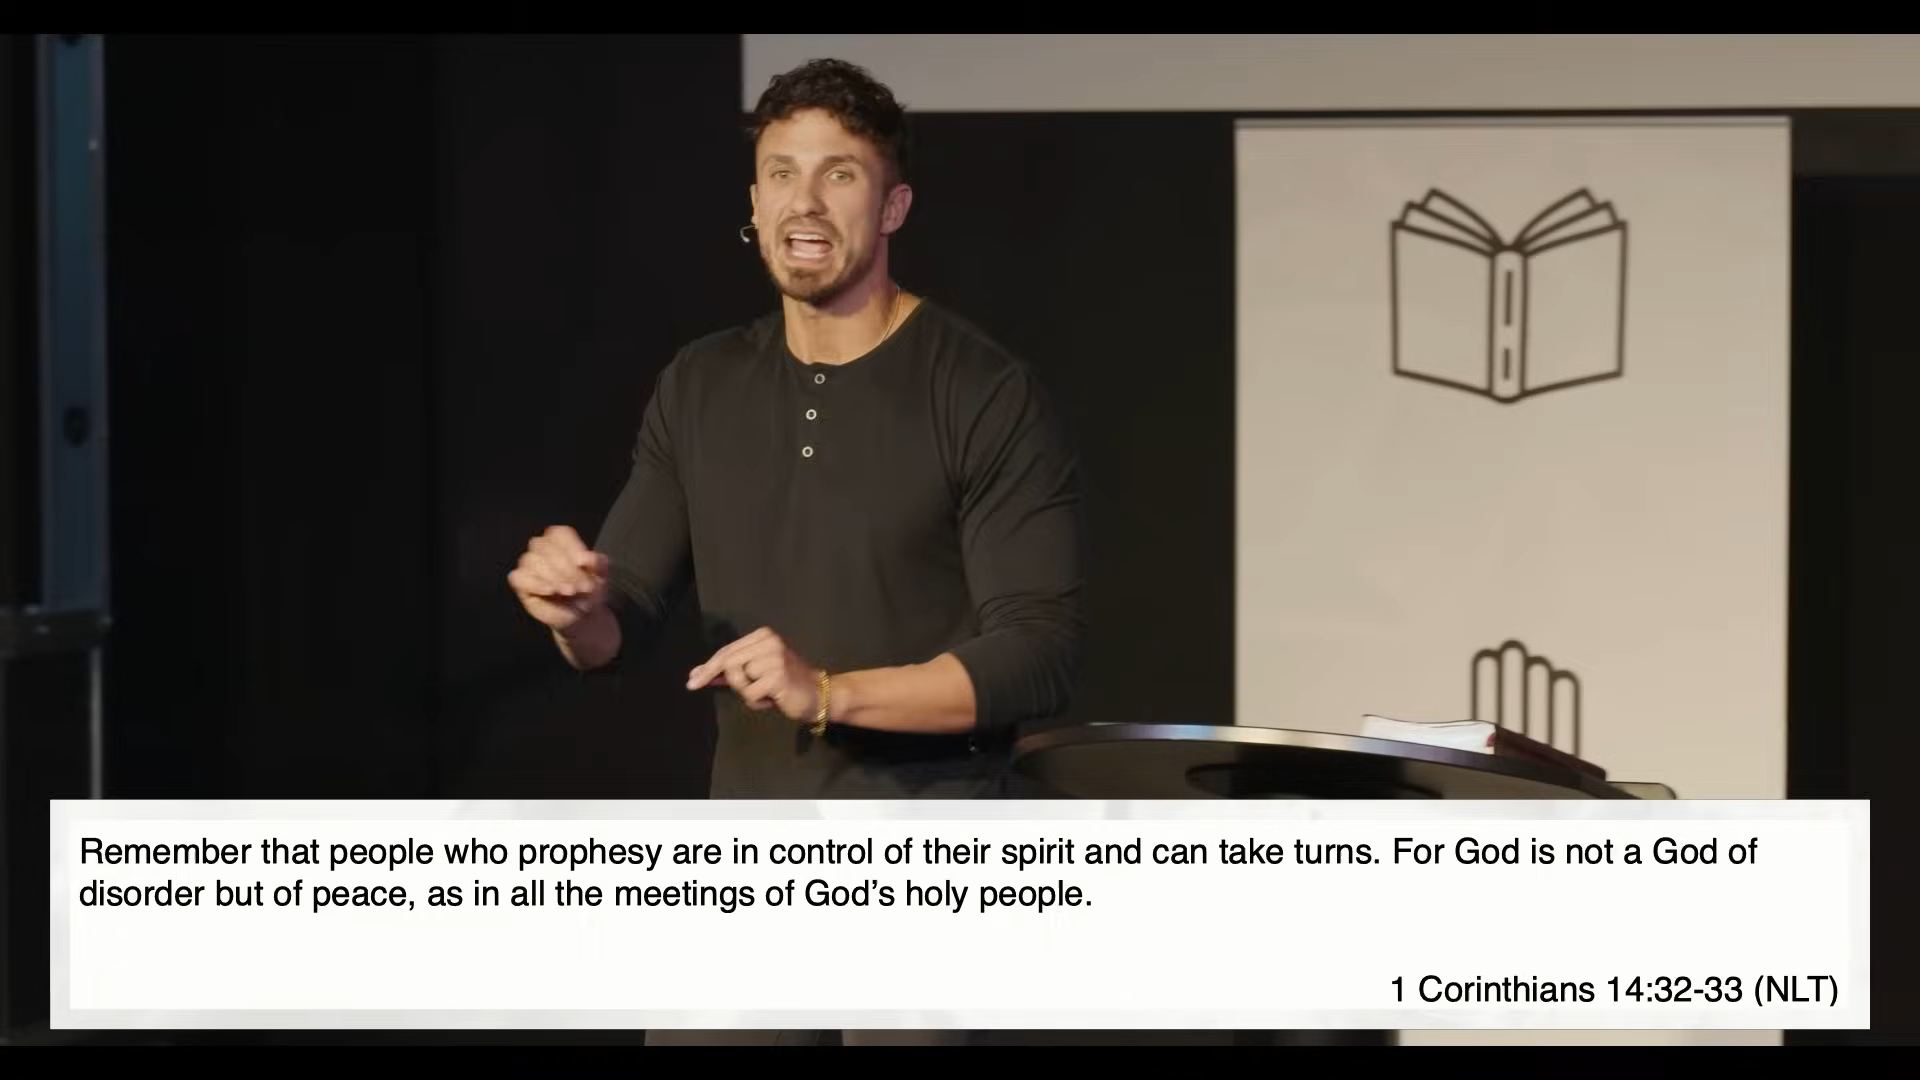 Remember that people who prophesy are in control of their spirit and can take turns. For God is not a God of
disorder but of peace, as in all the meetings of God’s holy people.
1 Corinthians 14:32-33 (NLT)